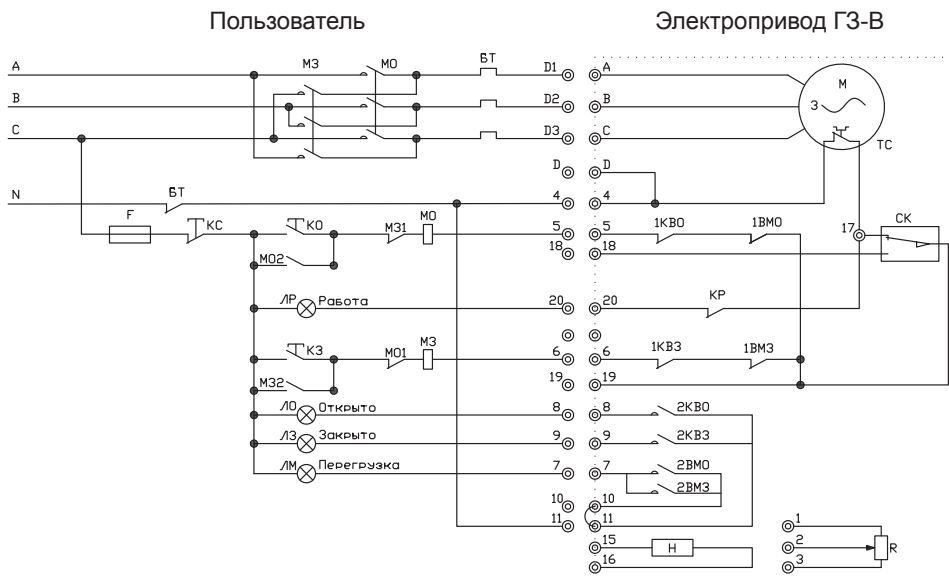 Пользователь Электропривод ГЗ-В
A МЗ МО БТ D1 A М
B D2 B 3
C D3 C ТС
D D
N БТ 4 4
F КС КО МЗ1 МО 5 5 1КВО 1ВМО 17 СК
МО2 18 18
ЛР Работа 20 20 КР
КЗ МО1 МЗ 6 6 1КВЗ 1ВМЗ
МЗ2 19 19
ЛО Открыто 8 8 2КВО
ЛЗ Закрыто 9 9 2КВЗ
ЛМ Перегрузка 7 7 2ВМО
2ВМЗ
10 10
11 11 1
15 Н 2 R
16 3